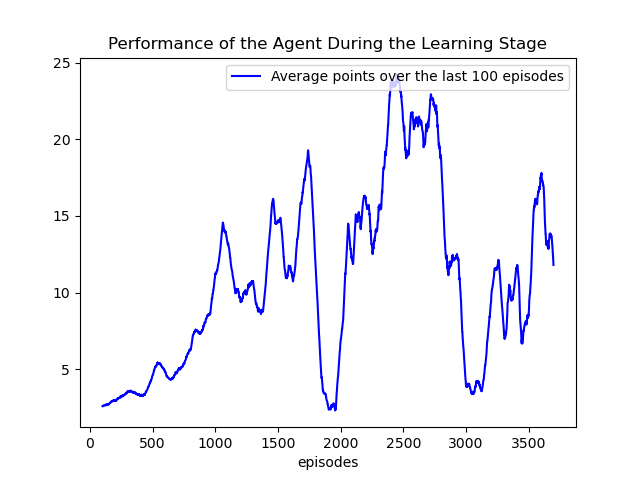 Performance of the Agent During the Learning Stage
Average points over the last 100 episodes
25
20
15
10
5
0 500 1000 1500 2000 2500 3000 3500
episodes